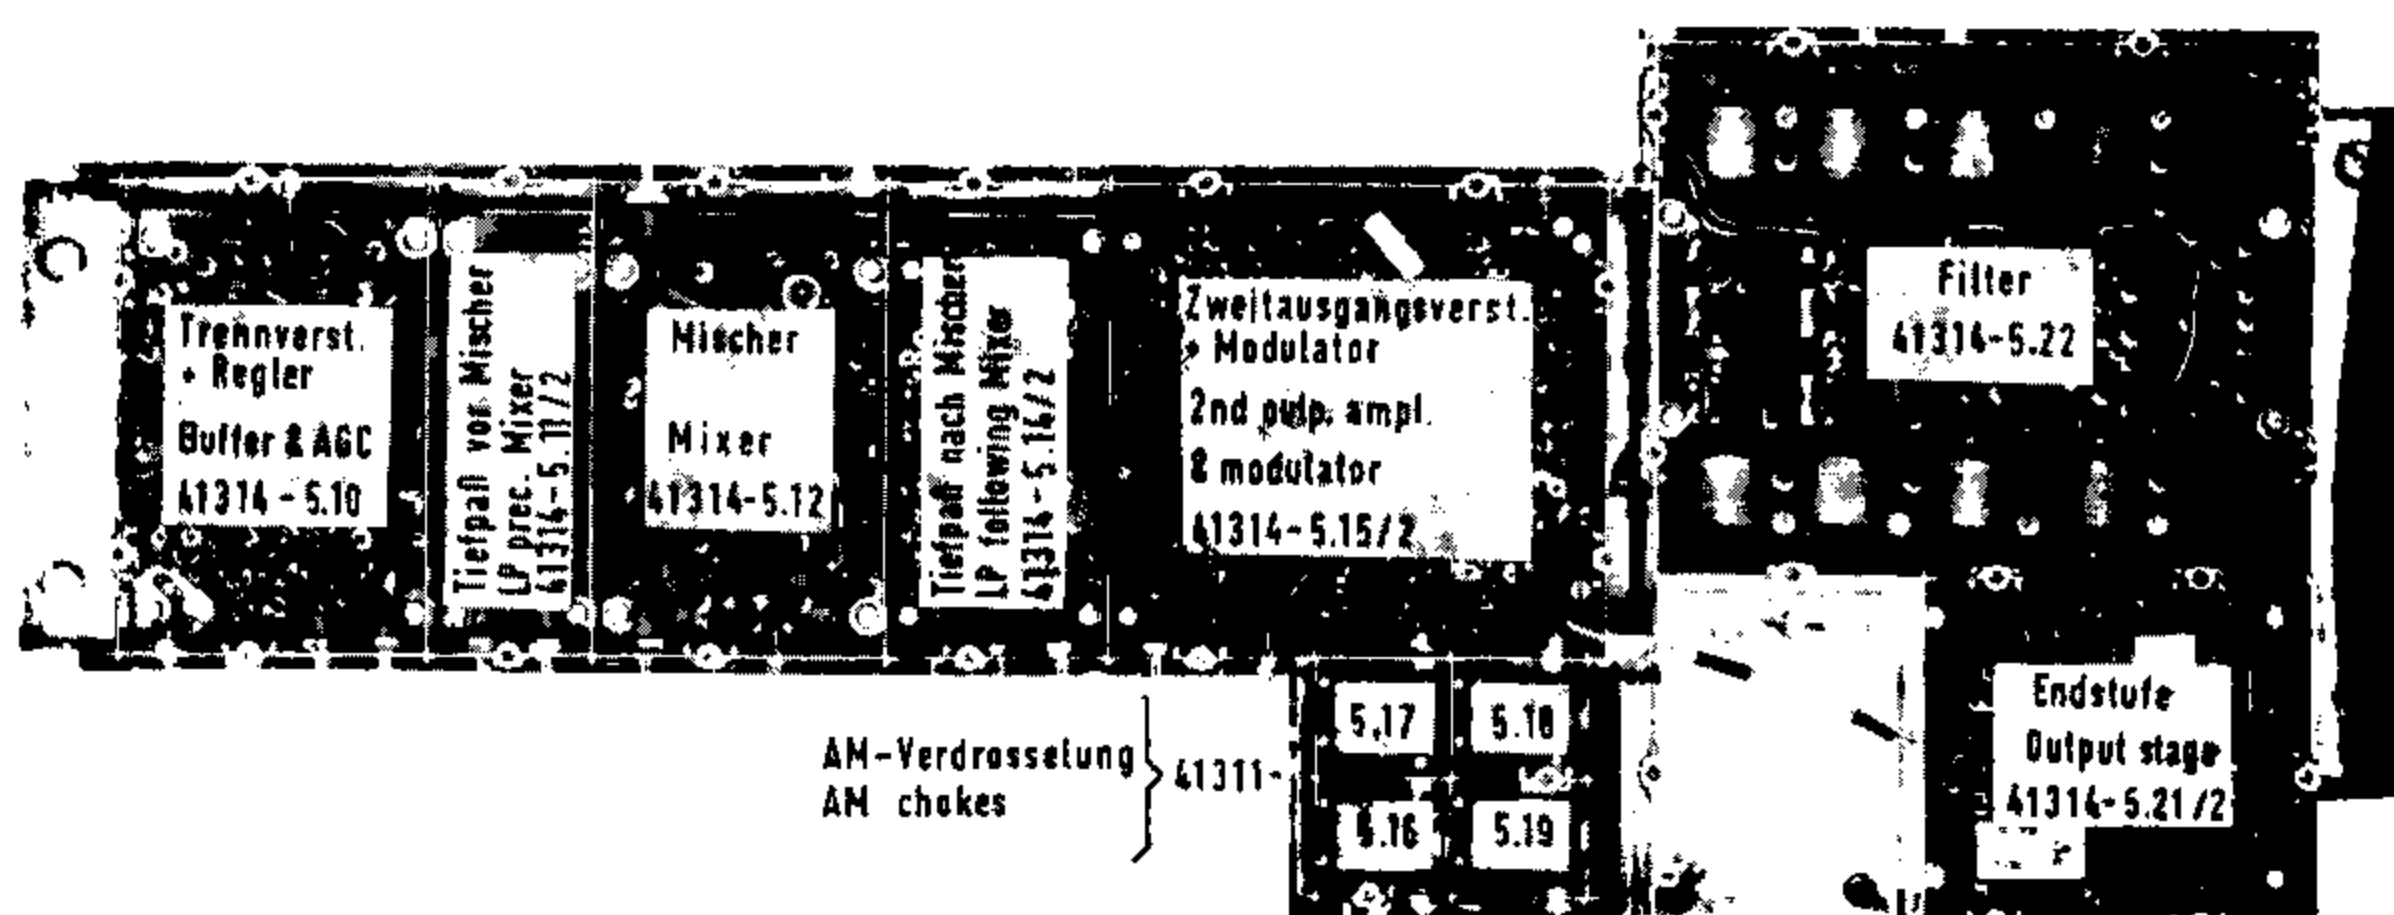 Trennverst.
+ Regler
Buffer & AGC
41314-5.10
Tiefpaß vor Mischer
LP prec. Mixer
41314-5.11/2
Mischer
Mixer
41314-5.12
Tiefpaß nach Mischer
LP following Mixer
41314-5.14/2
Zweitausgangsverst.
+ Modulator
2nd pulp. ampl.
& modulator
41314-5.15/2
Filter
41314-5.22
AM-Verdrosselung
AM chokes
41311-
5.17
5.18
5.16
5.19
Endstufe
Output stage
41314-5.21/2